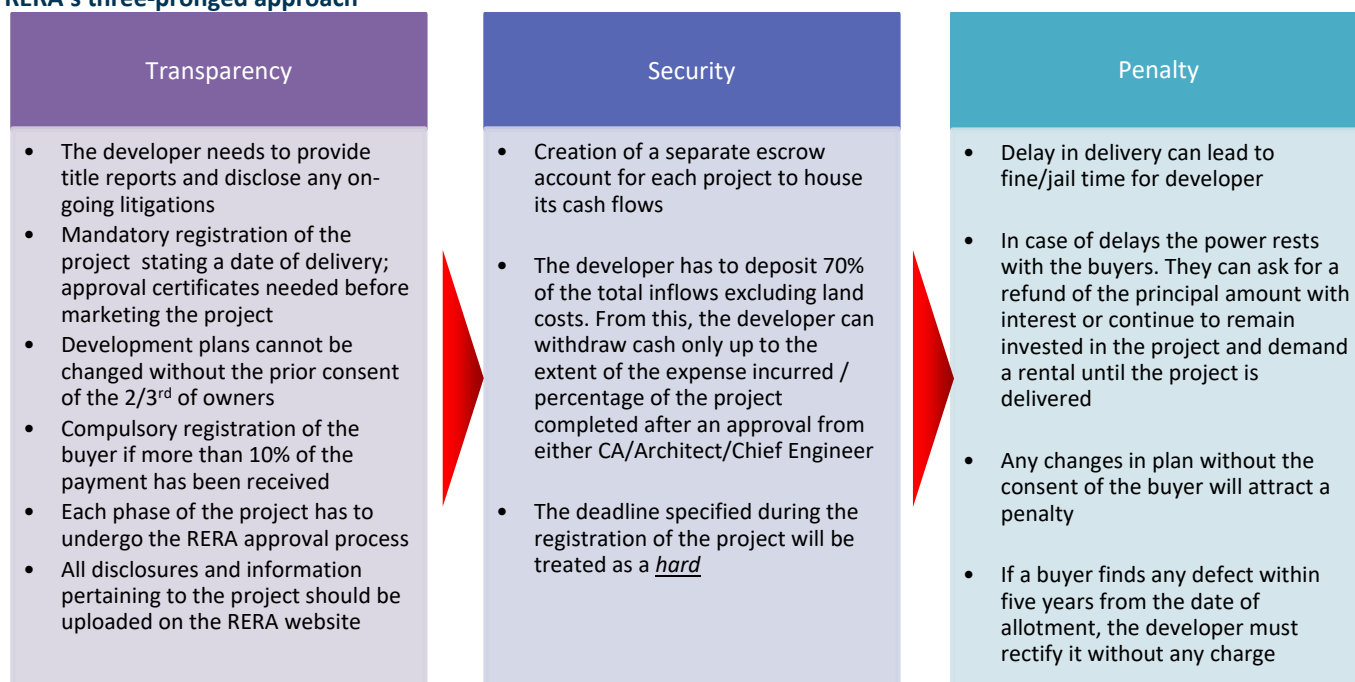 RERA's three-pronged approach
Transparency
• The developer needs to provide
title reports and disclose any on-
going litigations
• Mandatory registration of the
project stating a date of delivery;
approval certificates needed before
marketing the project
• Development plans cannot be
changed without the prior consent
of the 2/3rd of owners
• Compulsory registration of the
buyer if more than 10% of the
payment has been received
• Each phase of the project has to
undergo the RERA approval process
• All disclosures and information
pertaining to the project should be
uploaded on the RERA website
Security
• Creation of a separate escrow
account for each project to house
its cash flows
• The developer has to deposit 70%
of the total inflows excluding land
costs. From this, the developer can
withdraw cash only up to the
extent of the expense incurred /
percentage of the project
completed after an approval from
either CA/Architect/Chief Engineer
• The deadline specified during the
registration of the project will be
treated as a hard
Penalty
• Delay in delivery can lead to
fine/jail time for developer
• In case of delays the power rests
with the buyers. They can ask for a
refund of the principal amount with
interest or continue to remain
invested in the project and demand
a rental until the project is
delivered
• Any changes in plan without the
consent of the buyer will attract a
penalty
• If a buyer finds any defect within
five years from the date of
allotment, the developer must
rectify it without any charge